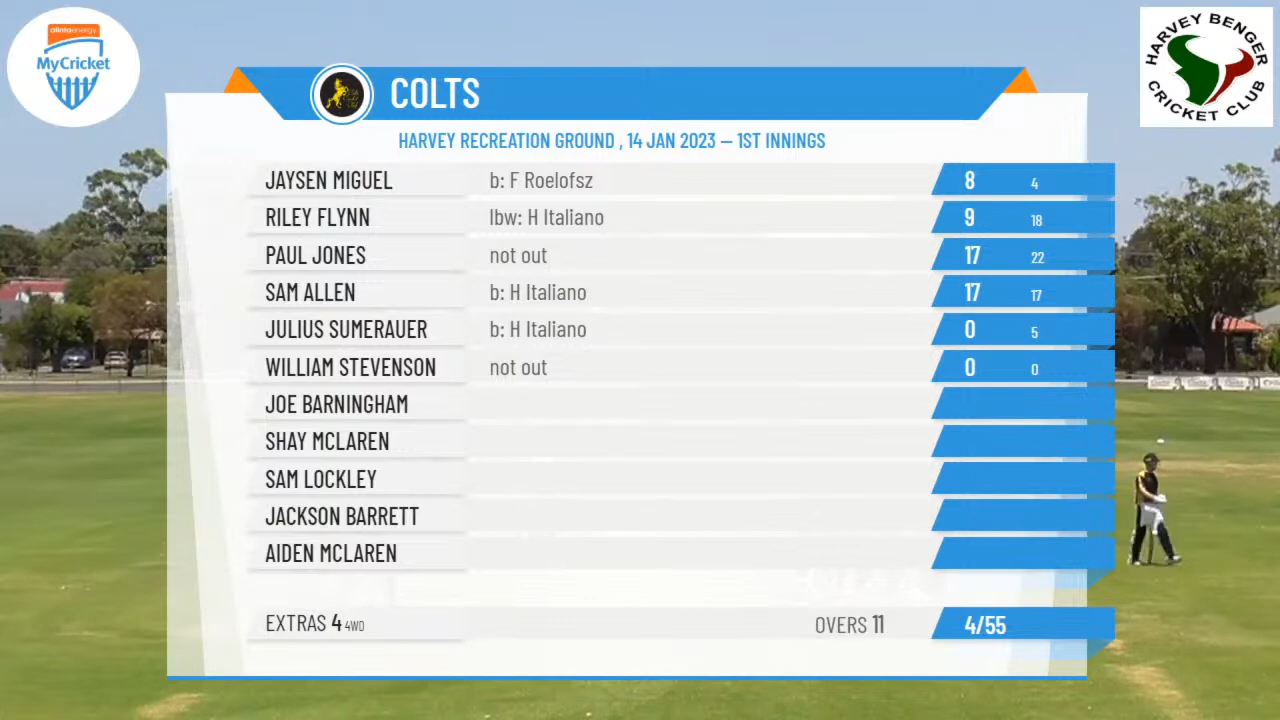 alintaenergy
MyCricket
HARVEY BENGER
CRICKET CLUB
COLTS
HARVEY RECREATION GROUND , 14 JAN 2023 – 1ST INNINGS
JAYSEN MIGUEL b: F Roelofsz 8 4
RILEY FLYNN lbw: H Italiano 9 18
PAUL JONES not out 17 22
SAM ALLEN b: H Italiano 17 17
JULIUS SUMERAUER b: H Italiano 0 5
WILLIAM STEVENSON not out 0 0
JOE BARNINGHAM
SHAY MCLAREN
SAM LOCKLEY
JACKSON BARRETT
AIDEN MCLAREN
EXTRAS 4 4WD OVERS 11 4/55